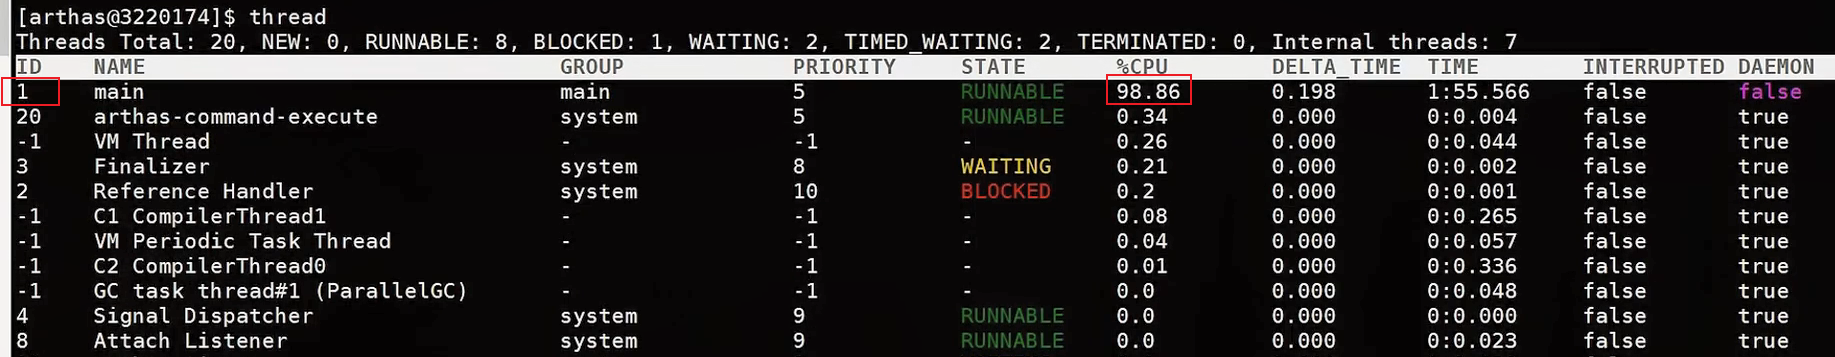 [arthas@3220174]$ thread
Threads Total: 20, NEW: 0, RUNNABLE: 8, BLOCKED: 1, WAITING: 2, TIMED_WAITING: 2, TERMINATED: 0, Internal threads: 7
ID NAME GROUP PRIORITY STATE %CPU DELTA_TIME TIME INTERRUPTED DAEMON
1 main main 5 RUNNABLE 98.86 0.198 1:55.566 false false
20 arthas-command-execute system 5 RUNNABLE 0.34 0.000 0:0.004 false true
-1 VM Thread - -1 - 0.26 0.000 0:0.044 false true
3 Finalizer system 8 WAITING 0.21 0.000 0:0.002 false true
2 Reference Handler system 10 BLOCKED 0.2 0.000 0:0.001 false true
-1 C1 CompilerThread1 - -1 - 0.08 0.000 0:0.265 false true
-1 VM Periodic Task Thread - -1 - 0.04 0.000 0:0.057 false true
-1 C2 CompilerThread0 - -1 - 0.01 0.000 0:0.336 false true
-1 GC task thread#1 (ParallelGC) - -1 - 0.0 0.000 0:0.048 false true
4 Signal Dispatcher system 9 RUNNABLE 0.0 0.000 0:0.000 false true
8 Attach Listener system 9 RUNNABLE 0.0 0.000 0:0.023 false true